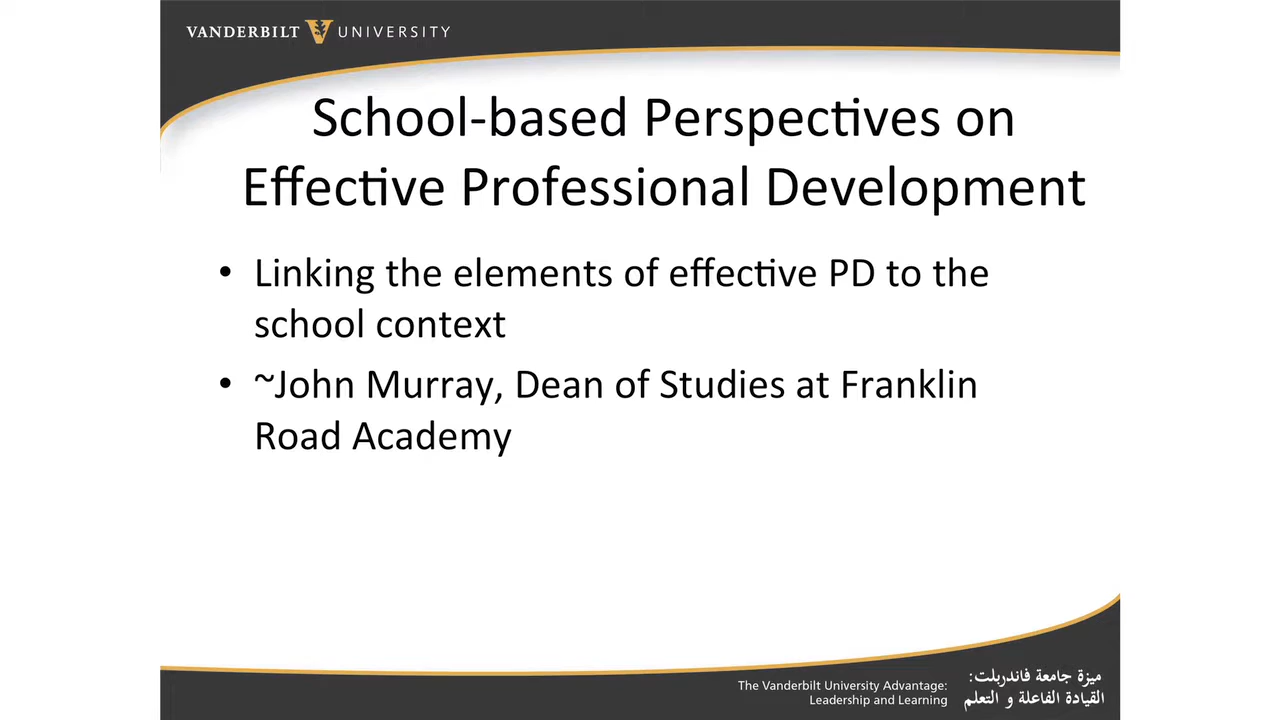 VANDERBILT V UNIVERSITY
School-based Perspectives on
Effective Professional Development
• Linking the elements of effective PD to the
school context
• ~John Murray, Dean of Studies at Franklin
Road Academy
The Vanderbilt University Advantage:
Leadership and Learning
ميزة جامعة فاندربلت:
القيادة الفاعلة و التعلم